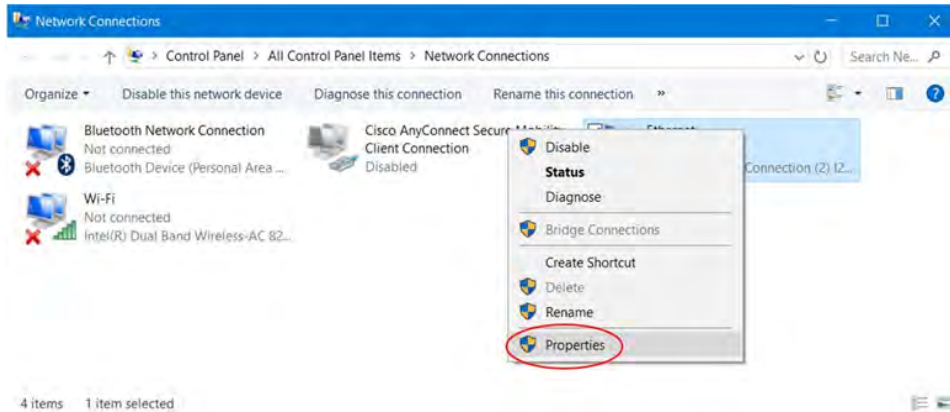 Network Connections
Control Panel > All Control Panel Items > Network Connections
Search Ne...
Organize
Disable this network device
Diagnose this connection
Rename this connection
»
Bluetooth Network Connection
Not connected
Bluetooth Device (Personal Area ...
Cisco AnyConnect Secure Mobility
Client Connection
Disabled
Ethernet
Connection (2) I2...
Wi-Fi
Not connected
Intel(R) Dual Band Wireless-AC 82...
Disable
Status
Diagnose
Bridge Connections
Create Shortcut
Delete
Rename
Properties
4 items
1 item selected